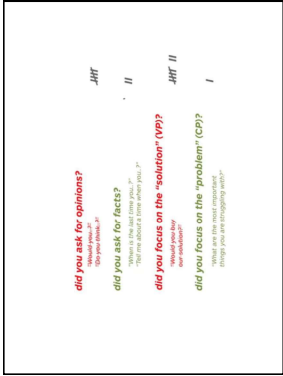 did you ask for opinions?
"Would you..?!"
"Do you think..?!"
did you ask for facts?
"When is the last time you..?"
"Tell me about a time when you..?"
did you focus on the "solution" (VP)?
"Would you buy
our solution?"
did you focus on the "problem" (CP)?
"What are the most important
things you are struggling with?"